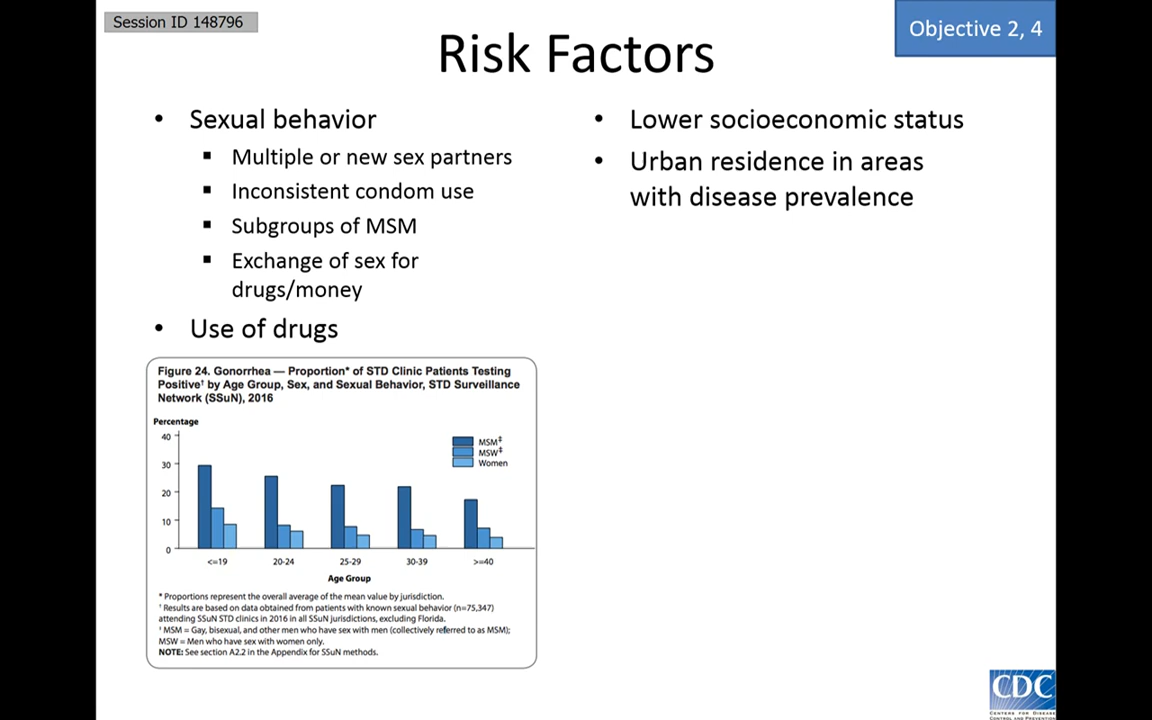 Session ID 148796
Objective 2, 4
Risk Factors
• Sexual behavior
▪ Multiple or new sex partners
▪ Inconsistent condom use
▪ Subgroups of MSM
▪ Exchange of sex for
drugs/money
• Use of drugs
• Lower socioeconomic status
• Urban residence in areas
with disease prevalence
Figure 24. Gonorrhea — Proportion* of STD Clinic Patients Testing
Positive† by Age Group, Sex, and Sexual Behavior, STD Surveillance
Network (SSuN), 2016
Percentage
40
30
20
10
0
MSM‡
MSW‡
Women
<=19 20-24 25-29 30-39 >=40
Age Group
* Proportions represent the overall average of the mean value by jurisdiction.
† Results are based on data obtained from patients with known sexual behavior (n=75,347)
attending SSuN STD clinics in 2016 in all SSuN jurisdictions, excluding Florida.
† MSM = Gay, bisexual, and other men who have sex with men (collectively referred to as MSM);
MSW = Men who have sex with women only.
NOTE: See section A2.2 in the Appendix for SSuN methods.
CDC
CENTERS FOR DISEASE
CONTROL AND PREVENTION